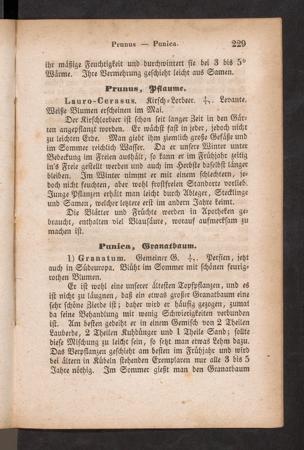 Prunus — Punica. 229
ihr mäßige Feuchtigkeit und durchwintert sie bei 3 bis 5°
Wärme. Ihre Vermehrung geschieht leicht aus Samen.
Prunus, Pflaume.
Lauro-Cerasus. Kirsch-Lorbeer. ♄. Levante.
Weiße Blumen erscheinen im Mai.
Der Kirschlorbeer ist schon seit langer Zeit in den Gär-
ten angepflanzt worden. Er wächst fast in jeder, jedoch nicht
zu leichten Erde. Man giebt ihm ziemlich große Gefäße und
im Sommer reichlich Wasser. Da er unsere Winter unter
Bedeckung im Freien aushält, so kann er im Frühjahr zeitig
in's Freie gestellt werden und auch im Herbste daselbst länger
bleiben. Im Winter nimmt er mit einem schlechtern, je-
doch nicht feuchten, aber wohl frostfreien Standorte vorlieb.
Junge Pflanzen erhält man leicht durch Ableger, Stecklinge
und Samen, welcher letztere erst im andern Jahre keimt.
Die Blätter und Früchte werden in Apotheken ge-
braucht, enthalten viel Blausäure, worauf aufmerksam zu
machen ist.
Punica, Granatbaum.
1) Granatum. Gemeiner G. ♄. Persien, jetzt
auch in Südeuropa. Blüht im Sommer mit schönen feurig-
rothen Blumen.
Er ist wohl eine unserer ältesten Topfpflanzen, und es
ist nicht zu läugnen, daß ein etwas großer Granatbaum eine
sehr schöne Zierde ist; daher wird er häufig gezogen, zumal
da seine Behandlung mit wenig Schwierigkeiten verbunden
ist. Am besten gedeiht er in einem Gemisch von 2 Theilen
Lauberde, 2 Theilen Kuhdünger und 1 Theile Sand; sollte
diese Mischung zu leicht sein, so setzt man etwas Lehm dazu.
Das Verpflanzen geschieht am besten im Frühjahr und wird
bei ältern in Kübeln stehenden Exemplaren nur alle 3 bis 5
Jahre nöthig. Im Sommer gießt man den Granatbaum